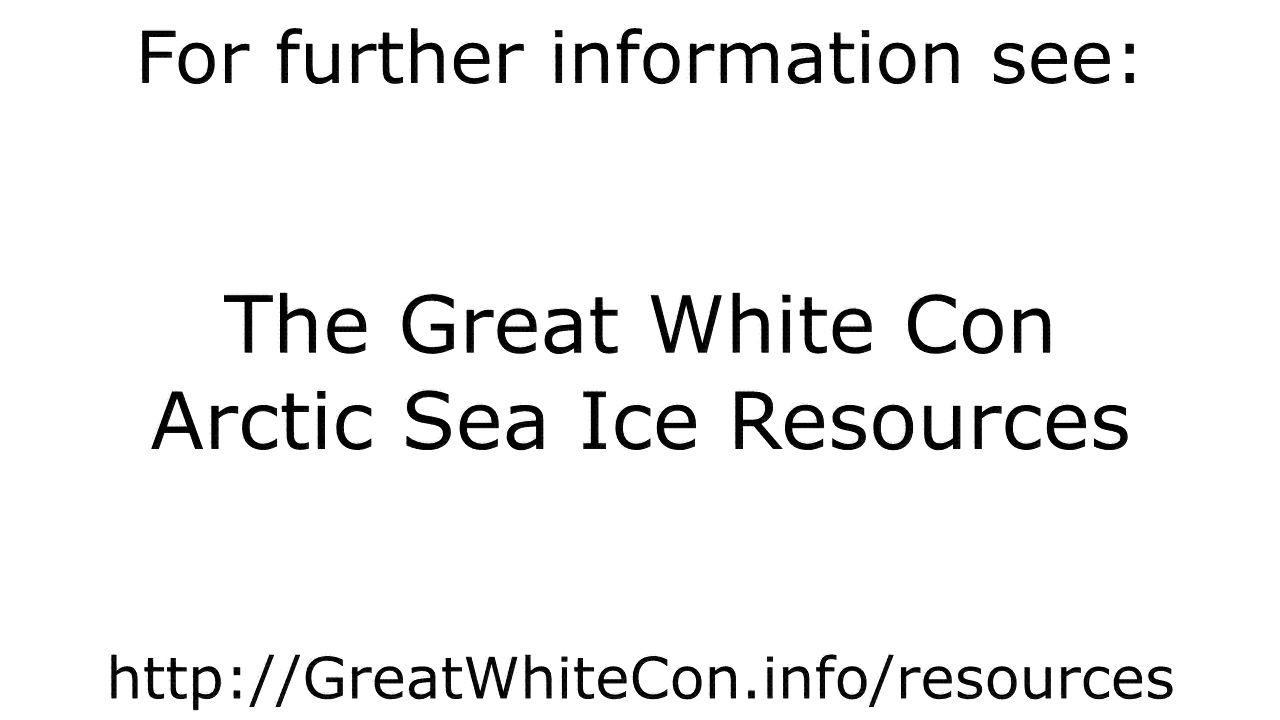 For further information see:
The Great White Con
Arctic Sea Ice Resources
http://GreatWhiteCon.info/resources